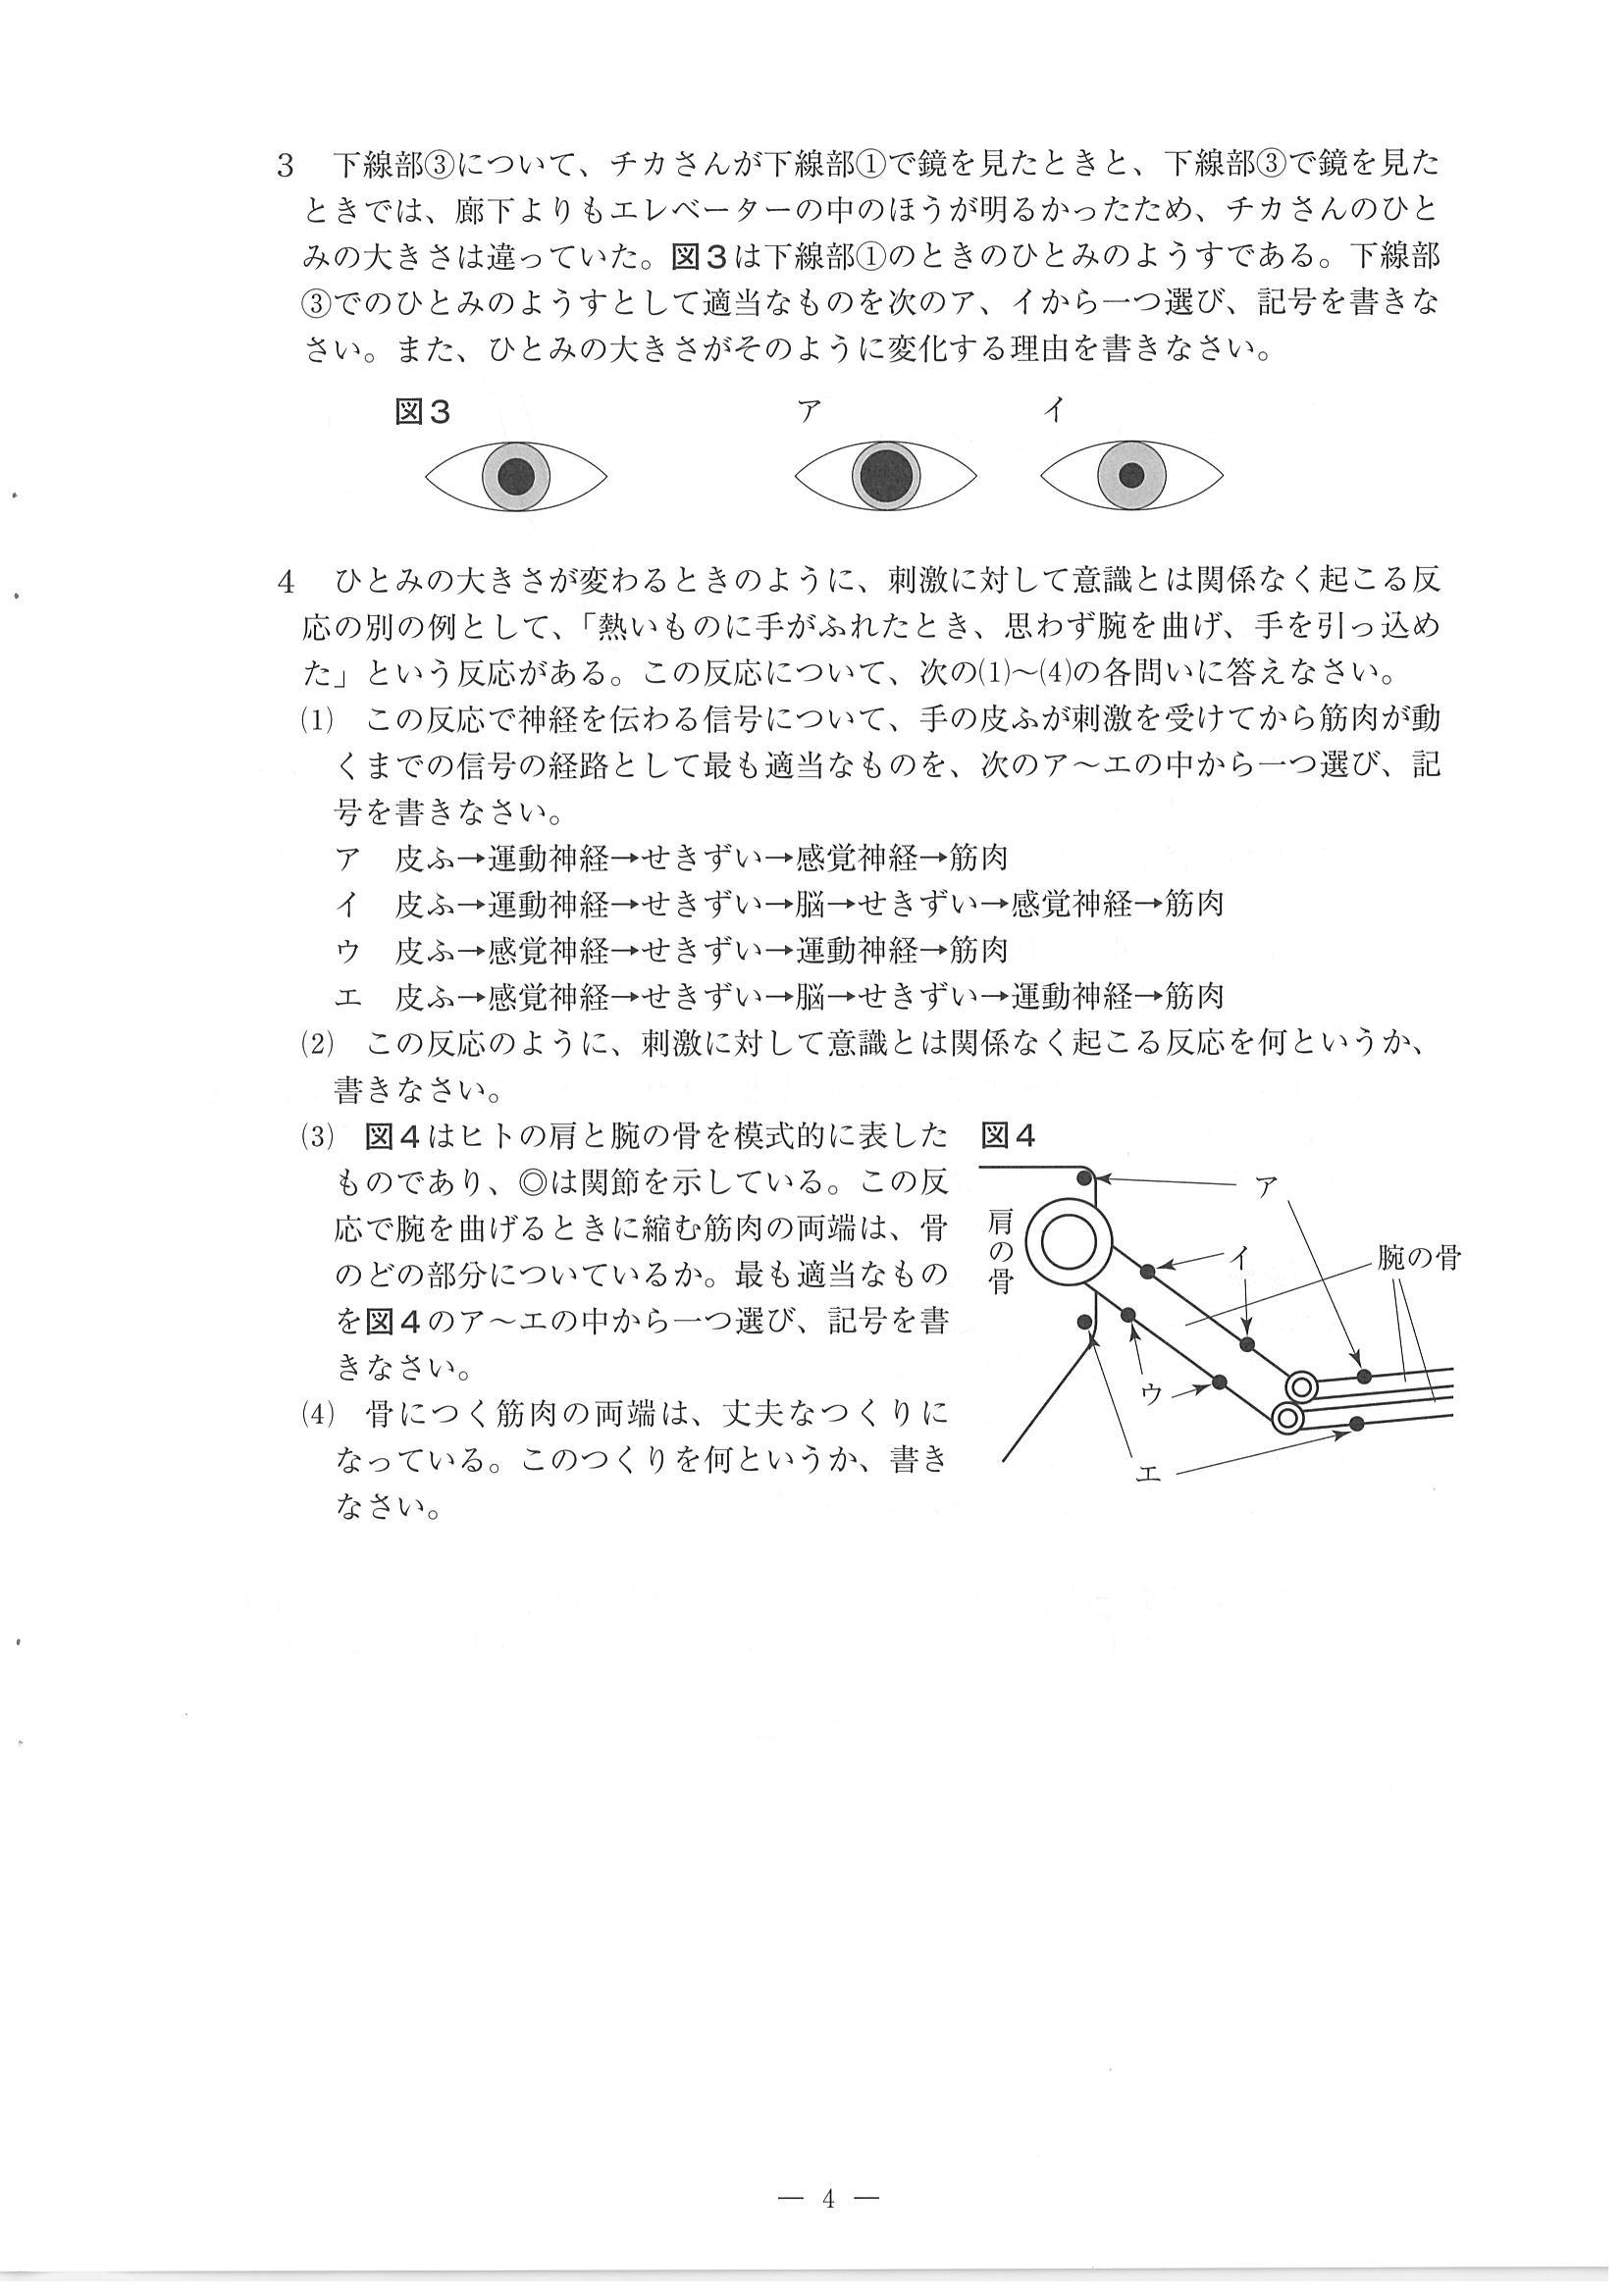 3　下線部③について、チカさんが下線部①で鏡を見たときと、下線部③で鏡を見た
ときでは、廊下よりもエレベーターの中のほうが明るかったため、チカさんのひと
みの大きさは違っていた。図3は下線部①のときのひとみのようすである。下線部
③でのひとみのようすとして適当なものを次のア、イから一つ選び、記号を書きな
さい。また、ひとみの大きさがそのように変化する理由を書きなさい。
図3
ア
イ
4　ひとみの大きさが変わるときのように、刺激に対して意識とは関係なく起こる反
応の別の例として、「熱いものに手がふれたとき、思わず腕を曲げ、手を引っ込め
た」という反応がある。この反応について、次の⑴～⑷の各問いに答えなさい。
⑴　この反応で神経を伝わる信号について、手の皮ふが刺激を受けてから筋肉が動
くまでの信号の経路として最も適当なものを、次のア～エの中から一つ選び、記
号を書きなさい。
ア　皮ふ→運動神経→せきずい→感覚神経→筋肉
イ　皮ふ→運動神経→せきずい→脳→せきずい→感覚神経→筋肉
ウ　皮ふ→感覚神経→せきずい→運動神経→筋肉
エ　皮ふ→感覚神経→せきずい→脳→せきずい→運動神経→筋肉
⑵　この反応のように、刺激に対して意識とは関係なく起こる反応を何というか、
書きなさい。
⑶　図4はヒトの肩と腕の骨を模式的に表した
ものであり、◎は関節を示している。この反
応で腕を曲げるときに縮む筋肉の両端は、骨
のどの部分についているか。最も適当なもの
を図4のア～エの中から一つ選び、記号を書
きなさい。
⑷　骨につく筋肉の両端は、丈夫なつくりに
なっている。このつくりを何というか、書き
なさい。
図4
ア
肩の骨
イ
腕の骨
ウ
エ
― 4 ―